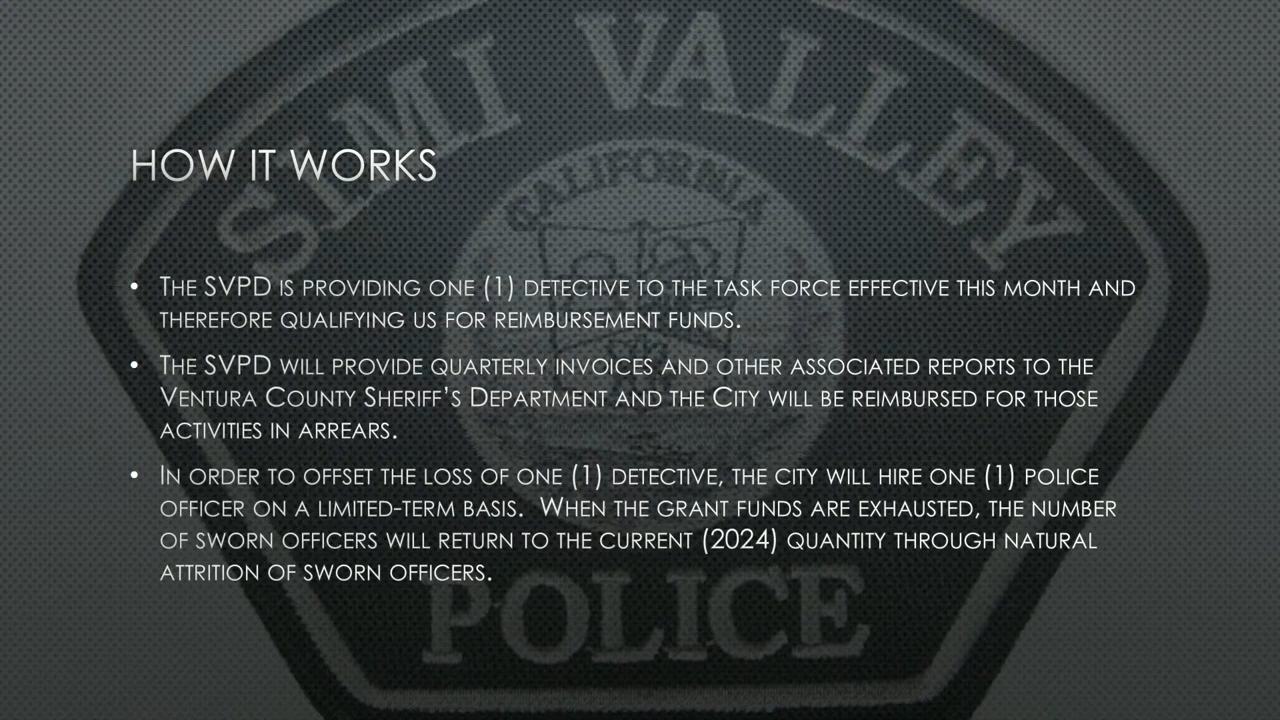 SIMI VALLEY
CALIFORNIA
HOW IT WORKS
• THE SVPD IS PROVIDING ONE (1) DETECTIVE TO THE TASK FORCE EFFECTIVE THIS MONTH AND
THEREFORE QUALIFYING US FOR REIMBURSEMENT FUNDS.
• THE SVPD WILL PROVIDE QUARTERLY INVOICES AND OTHER ASSOCIATED REPORTS TO THE
VENTURA COUNTY SHERIFF'S DEPARTMENT AND THE CITY WILL BE REIMBURSED FOR THOSE
ACTIVITIES IN ARREARS.
• IN ORDER TO OFFSET THE LOSS OF ONE (1) DETECTIVE, THE CITY WILL HIRE ONE (1) POLICE
OFFICER ON A LIMITED-TERM BASIS. WHEN THE GRANT FUNDS ARE EXHAUSTED, THE NUMBER
OF SWORN OFFICERS WILL RETURN TO THE CURRENT (2024) QUANTITY THROUGH NATURAL
ATTRITION OF SWORN OFFICERS.
POLICE